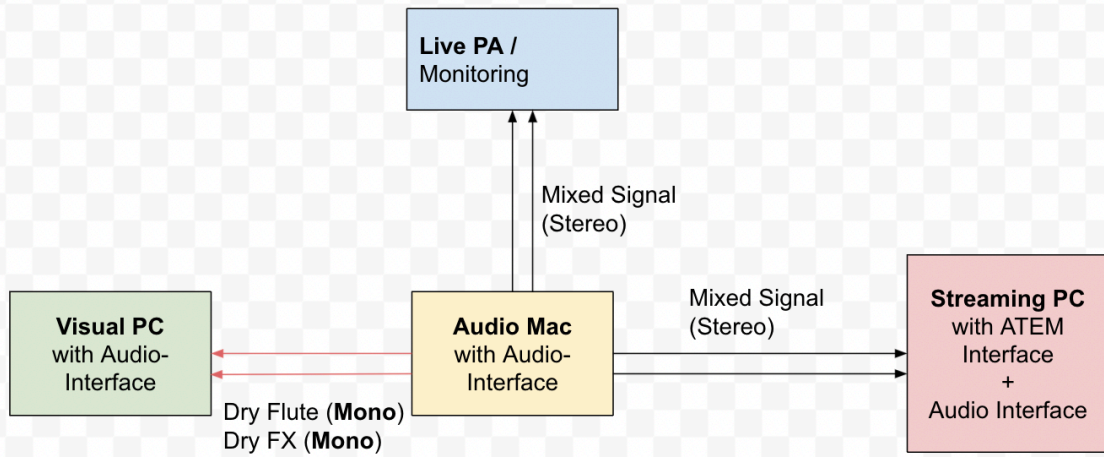 Live PA /
Monitoring
Mixed Signal
(Stereo)
Visual PC
with Audio-
Interface
Dry Flute (Mono)
Dry FX (Mono)
Audio Mac
with Audio-
Interface
Mixed Signal
(Stereo)
Streaming PC
with ATEM
Interface
+
Audio Interface